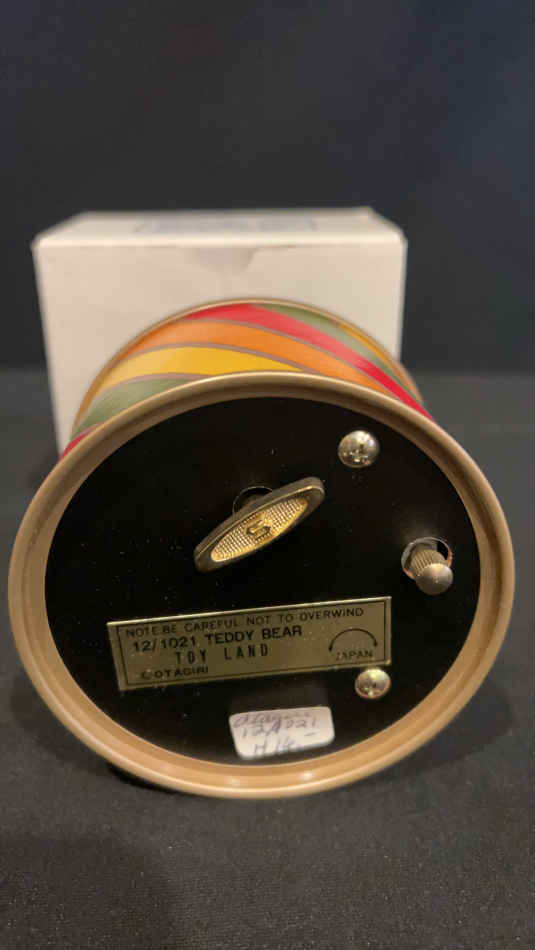 NOTE:BE CAREFUL NOT TO OVERWIND
12/1021 TEDDY BEAR
TOY LAND
JAPAN
© OTAGIRI
S